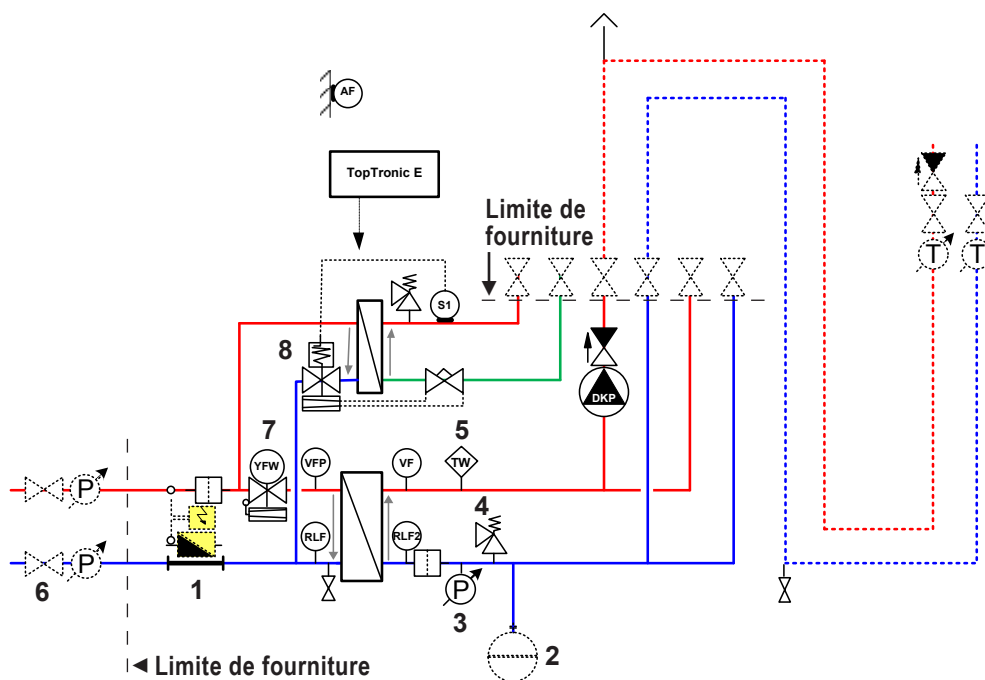 AF
TopTronic E
Limite de
fourniture
S1
8
DKP
7
5
YFW
VFP
VF
TW
P
4
T
T
RLF
RLF2
P
6
1
P
3
2
Limite de fourniture